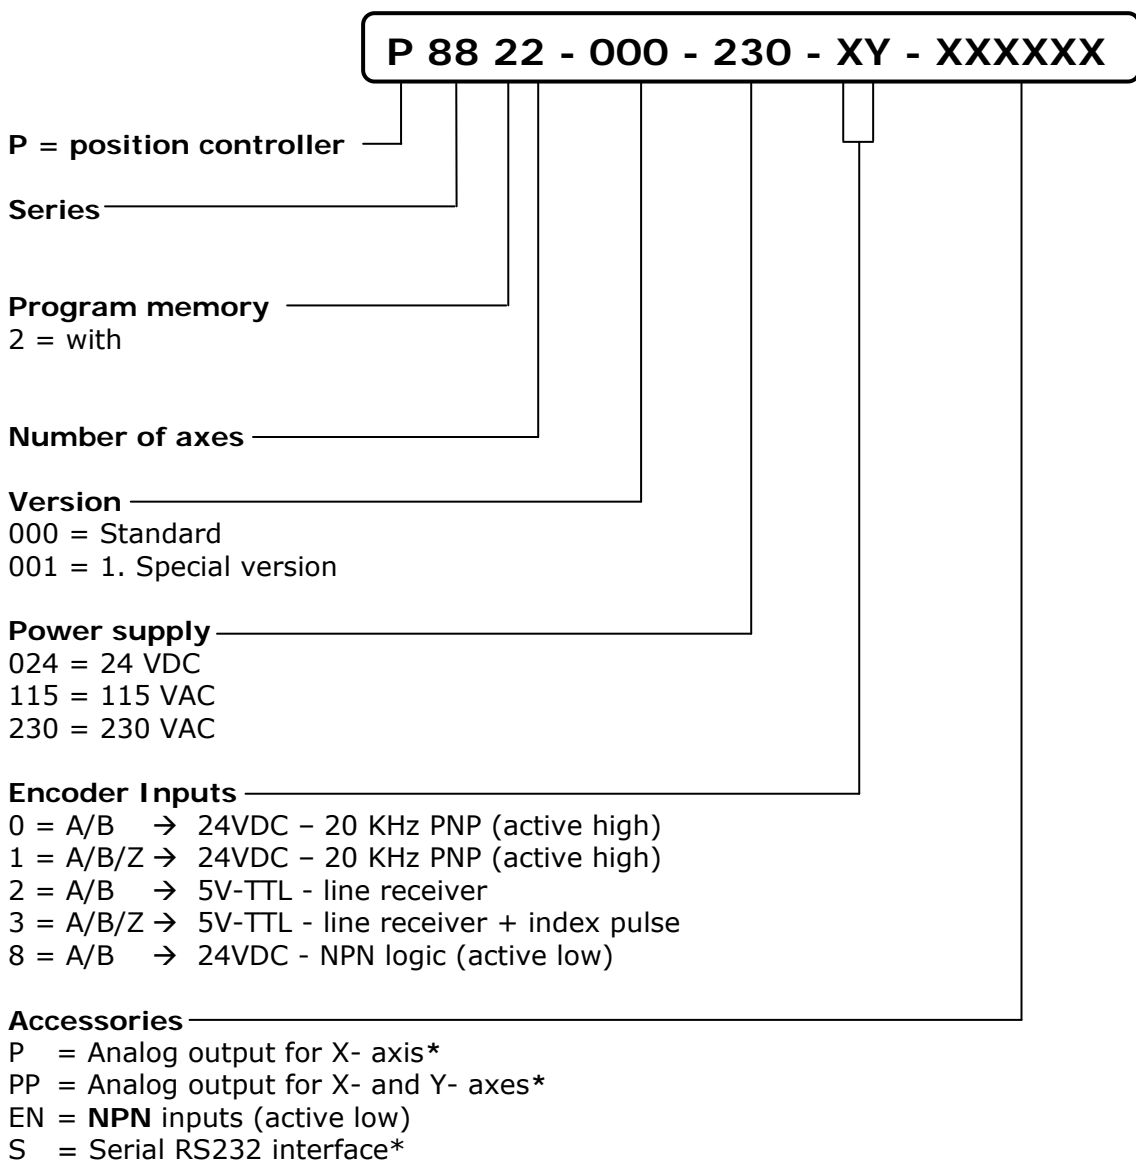 P 88 22 - 000 - 230 - XY - XXXXXX
P = position controller
Series
Program memory
2 = with
Number of axes
Version
000 = Standard
001 = 1. Special version
Power supply
024 = 24 VDC
115 = 115 VAC
230 = 230 VAC
Encoder Inputs
0 = A/B → 24VDC – 20 KHz PNP (active high)
1 = A/B/Z → 24VDC – 20 KHz PNP (active high)
2 = A/B → 5V-TTL - line receiver
3 = A/B/Z → 5V-TTL - line receiver + index pulse
8 = A/B → 24VDC - NPN logic (active low)
Accessories
P = Analog output for X- axis*
PP = Analog output for X- and Y- axes*
EN = NPN inputs (active low)
S = Serial RS232 interface*